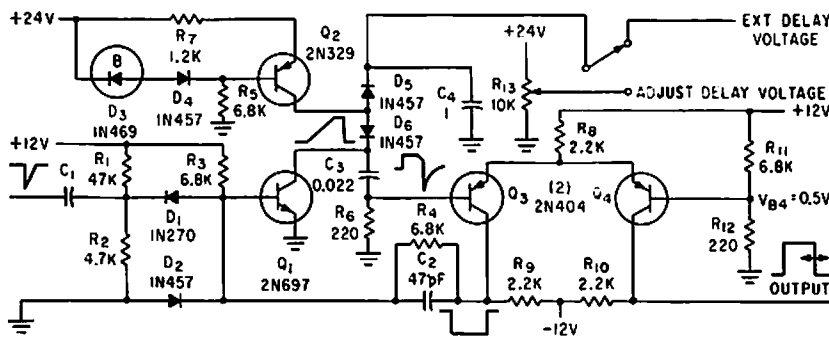 +24V
R7
1.2K
Q2
2N329
EXT DELAY
VOLTAGE
+24V
B
D3
1N469
D4
1N457
R5
6.8K
D5
1N457
C4
1
R13
10K
ADJUST DELAY VOLTAGE
+12V
D6
1N457
R8
2.2K
+12V
C1
R1
47K
R3
6.8K
C3
0.022
R11
6.8K
D1
1N270
R6
220
R4
6.8K
Q3
(2)
2N404
Q4
VB4=0.5V
R2
4.7K
D2
1N457
Q1
2N697
C2
47pF
R9
2.2K
R10
2.2K
R12
220
-12V
OUTPUT